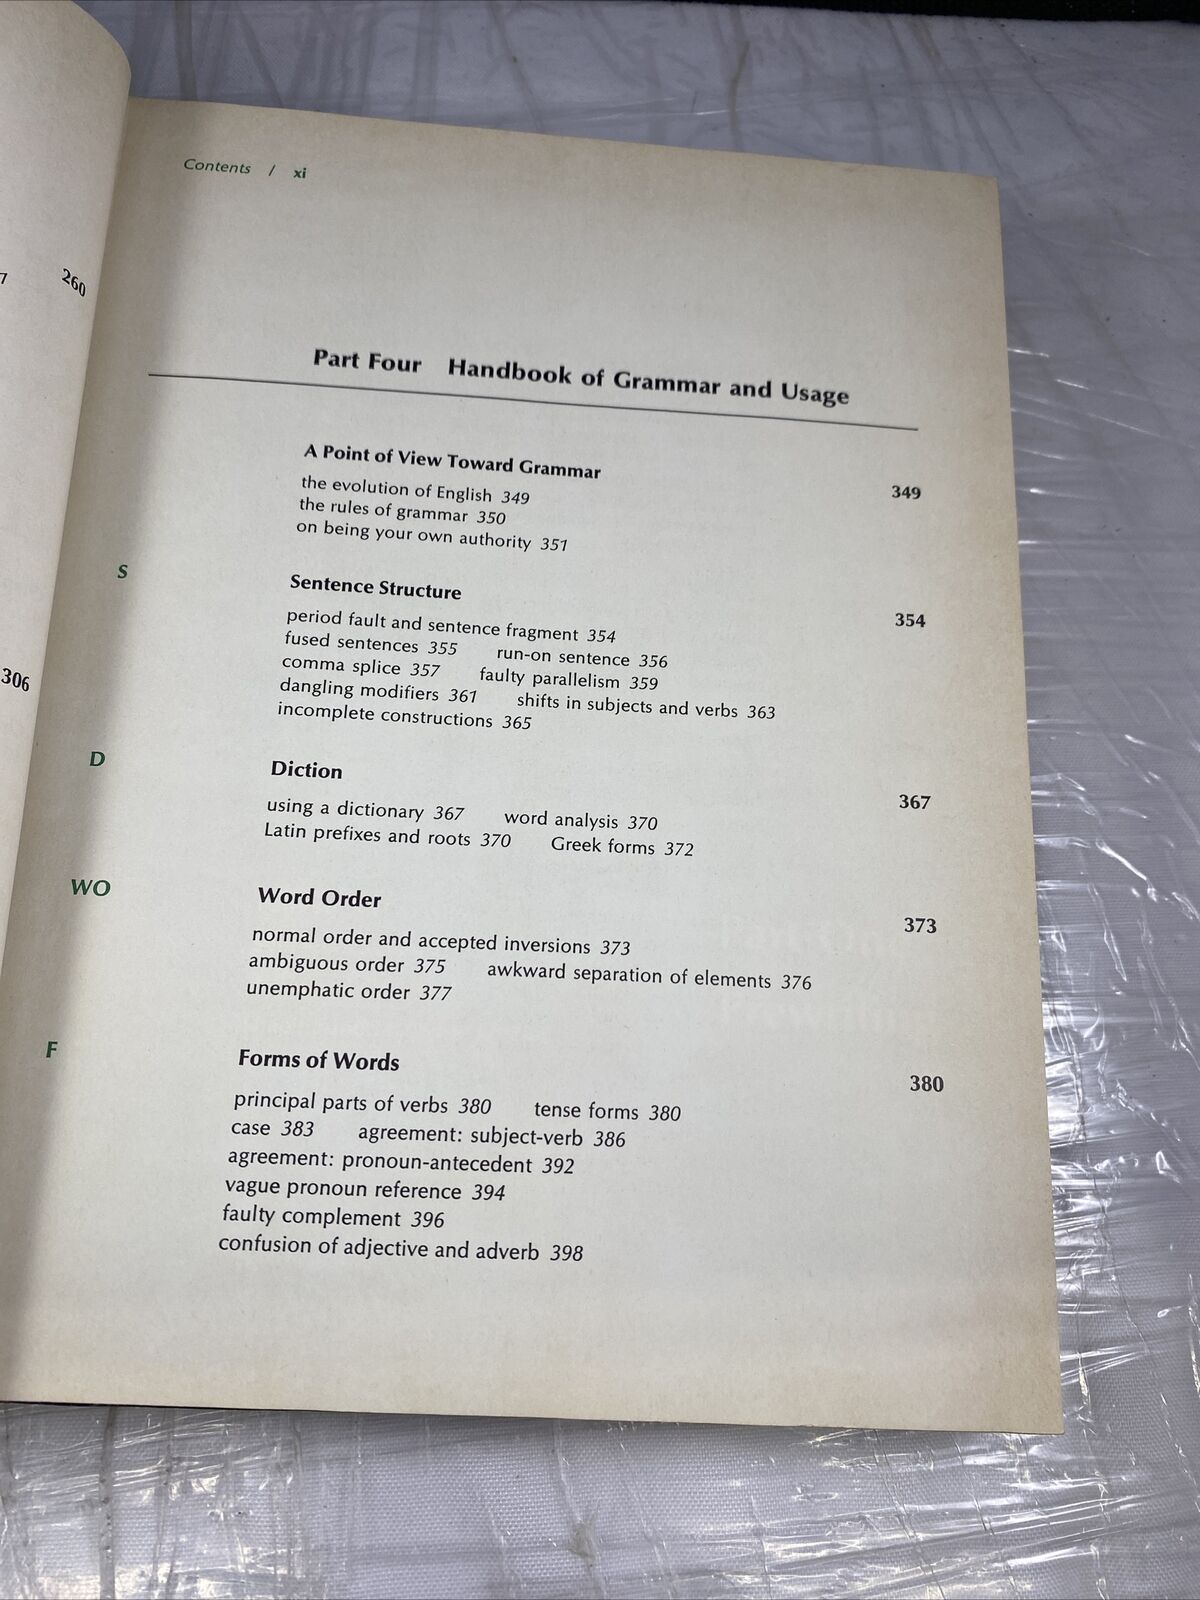 Contents / xi
7 260
306
Part Four Handbook of Grammar and Usage
A Point of View Toward Grammar 349
the evolution of English 349
the rules of grammar 350
on being your own authority 351
S Sentence Structure 354
period fault and sentence fragment 354
fused sentences 355 run-on sentence 356
comma splice 357 faulty parallelism 359
dangling modifiers 361 shifts in subjects and verbs 363
incomplete constructions 365
D Diction 367
using a dictionary 367 word analysis 370
Latin prefixes and roots 370 Greek forms 372
WO Word Order 373
normal order and accepted inversions 373
ambiguous order 375 awkward separation of elements 376
unemphatic order 377
F Forms of Words 380
principal parts of verbs 380 tense forms 380
case 383 agreement: subject-verb 386
agreement: pronoun-antecedent 392
vague pronoun reference 394
faulty complement 396
confusion of adjective and adverb 398